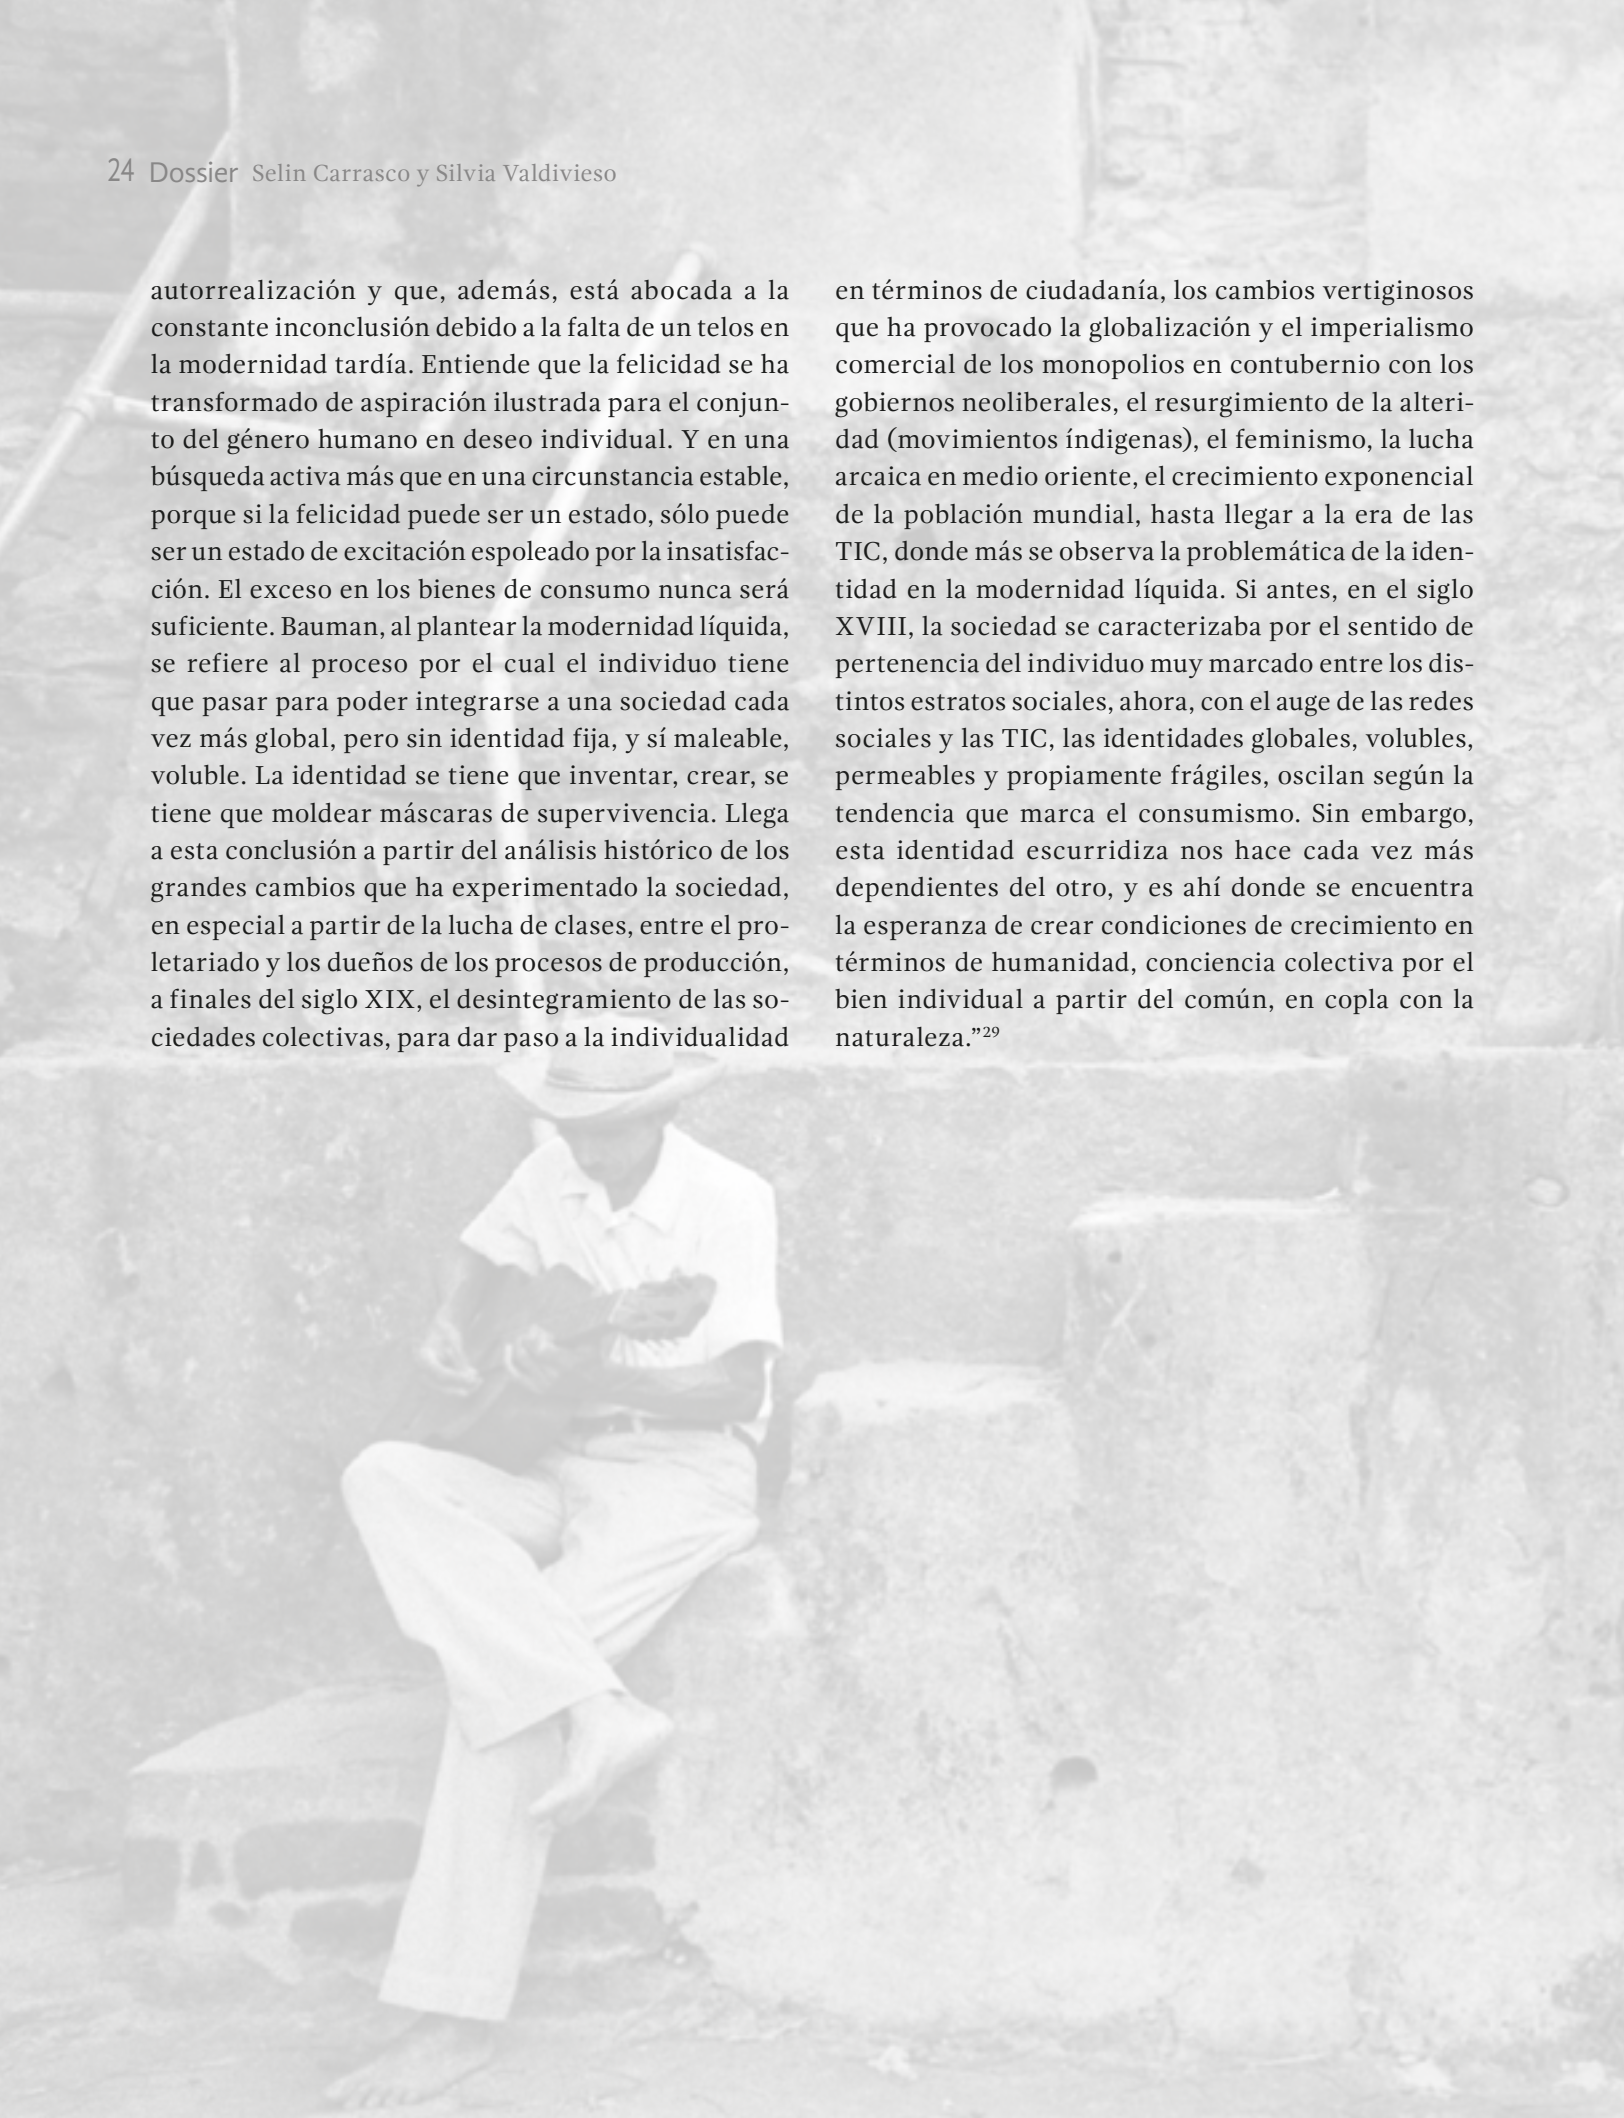 24 Dossier Selin Carrasco y Silvia Valdivieso
autorrealización y que, además, está abocada a la
constante inconclusión debido a la falta de un telos en
la modernidad tardía. Entiende que la felicidad se ha
transformado de aspiración ilustrada para el conjun-
to del género humano en deseo individual. Y en una
búsqueda activa más que en una circunstancia estable,
porque si la felicidad puede ser un estado, sólo puede
ser un estado de excitación espoleado por la insatisfac-
ción. El exceso en los bienes de consumo nunca será
suficiente. Bauman, al plantear la modernidad líquida,
se refiere al proceso por el cual el individuo tiene
que pasar para poder integrarse a una sociedad cada
vez más global, pero sin identidad fija, y sí maleable,
voluble. La identidad se tiene que inventar, crear, se
tiene que moldear máscaras de supervivencia. Llega
a esta conclusión a partir del análisis histórico de los
grandes cambios que ha experimentado la sociedad,
en especial a partir de la lucha de clases, entre el pro-
letariado y los dueños de los procesos de producción,
a finales del siglo XIX, el desintegramiento de las so-
ciedades colectivas, para dar paso a la individualidad
en términos de ciudadanía, los cambios vertiginosos
que ha provocado la globalización y el imperialismo
comercial de los monopolios en contubernio con los
gobiernos neoliberales, el resurgimiento de la alteri-
dad (movimientos índigenas), el feminismo, la lucha
arcaica en medio oriente, el crecimiento exponencial
de la población mundial, hasta llegar a la era de las
TIC, donde más se observa la problemática de la iden-
tidad en la modernidad líquida. Si antes, en el siglo
XVIII, la sociedad se caracterizaba por el sentido de
pertenencia del individuo muy marcado entre los dis-
tintos estratos sociales, ahora, con el auge de las redes
sociales y las TIC, las identidades globales, volubles,
permeables y propiamente frágiles, oscilan según la
tendencia que marca el consumismo. Sin embargo,
esta identidad escurridiza nos hace cada vez más
dependientes del otro, y es ahí donde se encuentra
la esperanza de crear condiciones de crecimiento en
términos de humanidad, conciencia colectiva por el
bien individual a partir del común, en copla con la
naturaleza.”²⁹